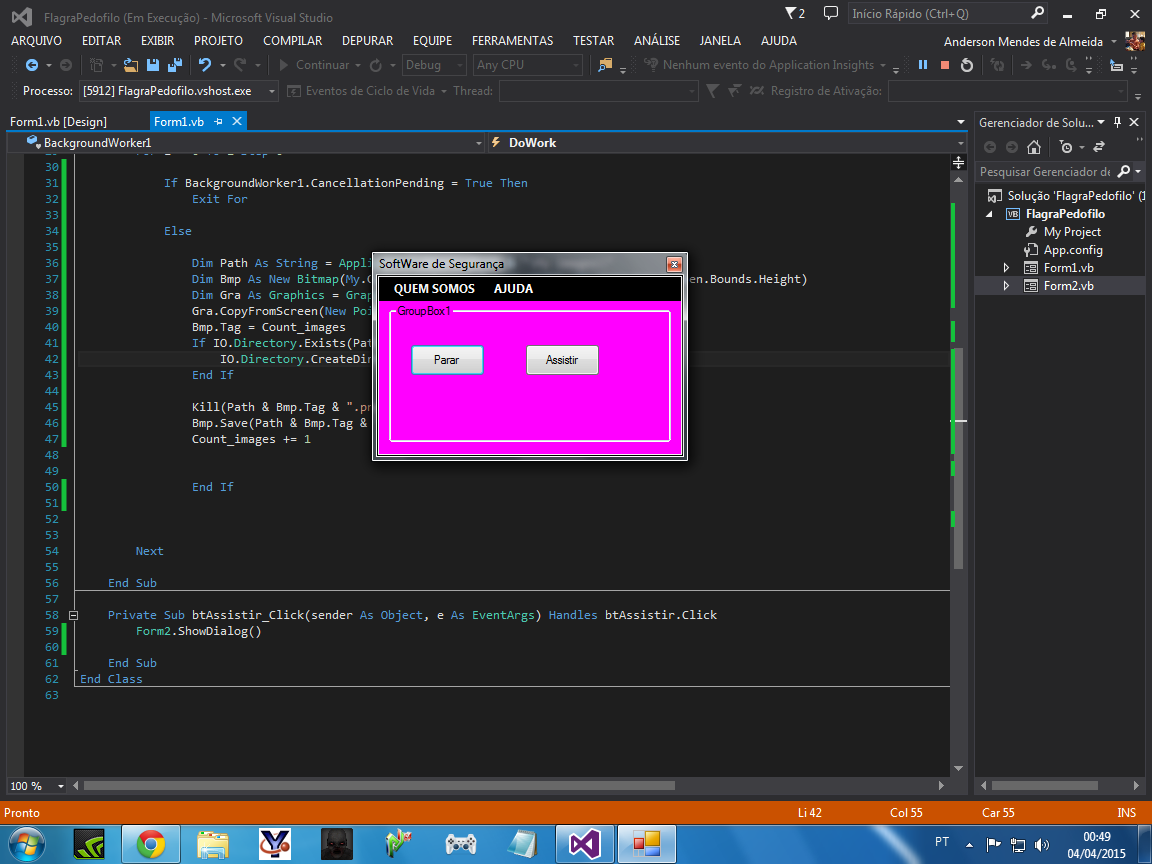 FlagraPedofilo (Em Execução) - Microsoft Visual Studio
2
Início Rápido (Ctrl+Q)
ARQUIVO EDITAR EXIBIR PROJETO COMPILAR DEPURAR EQUIPE FERRAMENTAS TESTAR ANÁLISE JANELA AJUDA Anderson Mendes de Almeida
Continuar Debug Any CPU Nenhum evento do Application Insights
Processo: [5912] FlagraPedofilo.vshost.exe Eventos de Ciclo de Vida Thread: Registro de Ativação:
Form1.vb [Design] Form1.vb
BackgroundWorker1 DoWork
30
31 If BackgroundWorker1.CancellationPending = True Then
32 Exit For
33
34 Else
35
36 Dim Path As String = Appli
37 Dim Bmp As New Bitmap(My.C en.Bounds.Height)
38 Dim Gra As Graphics = Grap
39 Gra.CopyFromScreen(New Poi
40 Bmp.Tag = Count_images
41 If IO.Directory.Exists(Pat
42 IO.Directory.CreateDir
43 End If
44
45 Kill(Path & Bmp.Tag & ".pn
46 Bmp.Save(Path & Bmp.Tag &
47 Count_images += 1
48
49
50 End If
51
52
53
54 Next
55
56 End Sub
57
58 Private Sub btAssistir_Click(sender As Object, e As EventArgs) Handles btAssistir.Click
59 Form2.ShowDialog()
60
61 End Sub
62 End Class
63
SoftWare de Segurança
QUEM SOMOS AJUDA
GroupBox1
Parar Assistir
Gerenciador de Solu...
Pesquisar Gerenciador de
Solução 'FlagraPedofilo' (1
FlagraPedofilo
My Project
App.config
Form1.vb
Form2.vb
100 %
Pronto Li 42 Col 55 Car 55 INS
PT
00:49
04/04/2015